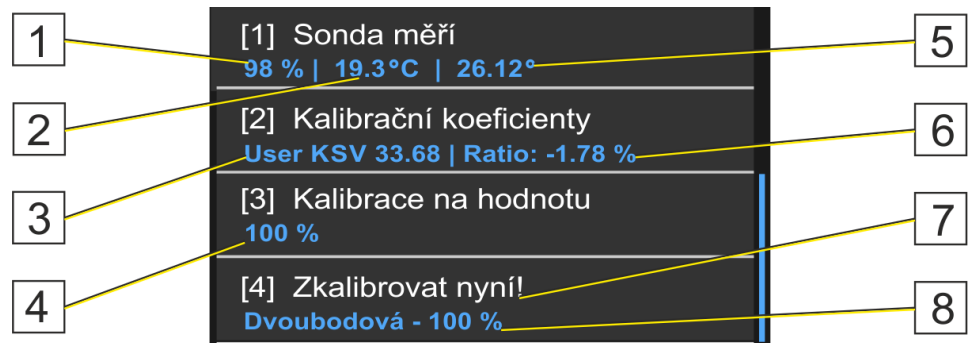 1
[1] Sonda měří
5
98 % | 19.3°C | 26.12°
2
[2] Kalibrační koeficienty
6
User KSV 33.68 | Ratio: -1.78 %
3
[3] Kalibrace na hodnotu
7
100 %
4
[4] Zkalibrovat nyní!
8
Dvoubodová - 100 %